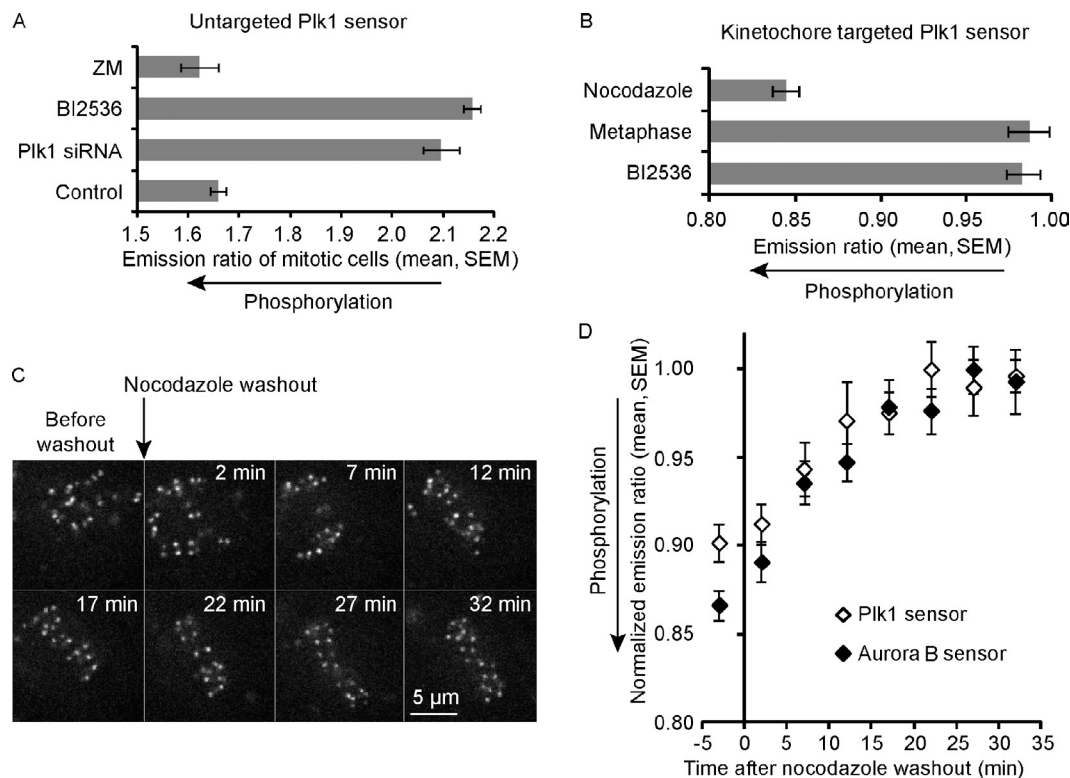 A
Untargeted Plk1 sensor
ZM
BI2536
Plk1 siRNA
Control
1.5 1.6 1.7 1.8 1.9 2.0 2.1 2.2
Emission ratio of mitotic cells (mean, SEM)
Phosphorylation
B
Kinetochore targeted Plk1 sensor
Nocodazole
Metaphase
BI2536
0.80 0.85 0.90 0.95 1.00
Emission ratio (mean, SEM)
Phosphorylation
C
Nocodazole washout
Before
washout
2 min 7 min 12 min
17 min 22 min 27 min 32 min
5 µm
D
Phosphorylation
Normalized emission ratio (mean, SEM)
1.00
0.95
0.90
0.85
0.80
Plk1 sensor
Aurora B sensor
-5 0 5 10 15 20 25 30 35
Time after nocodazole washout (min)